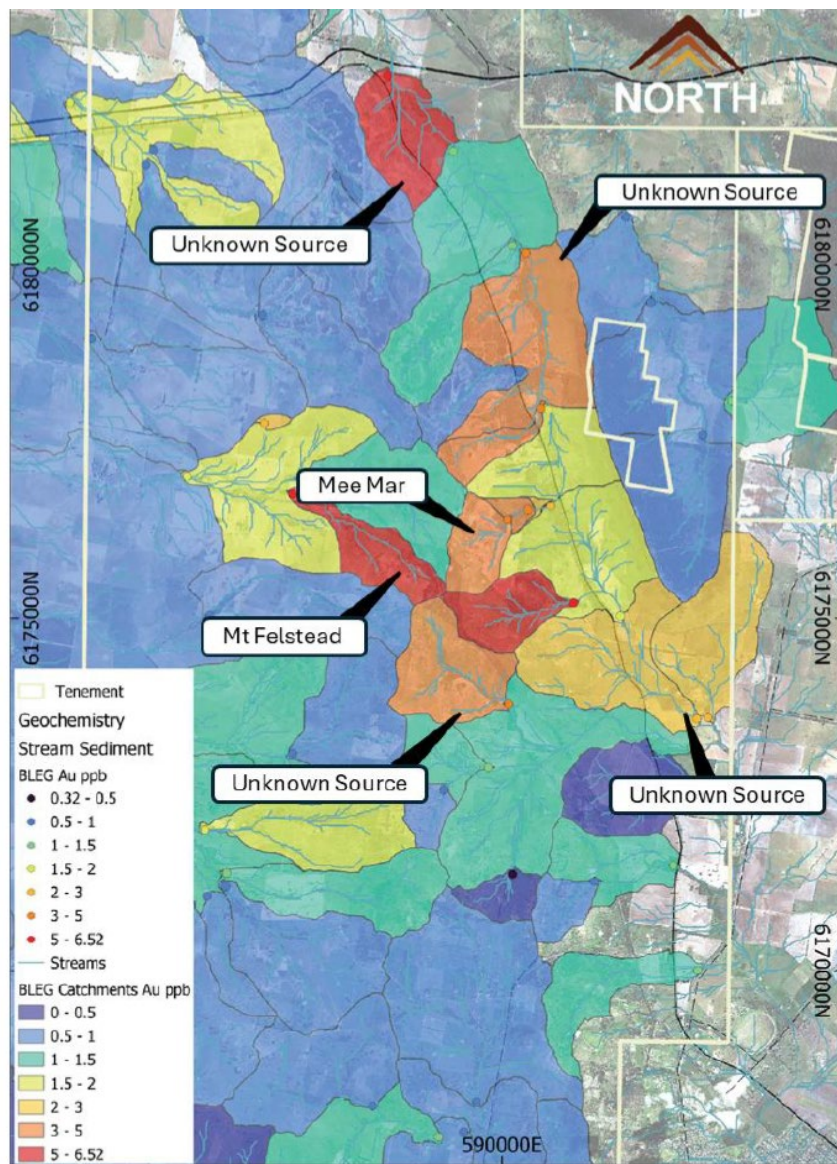 NORTH
Unknown Source
Unknown Source
6180000N
6180000N
Mee Mar
Mt Felstead
6175000N
6175000N
Unknown Source
Unknown Source
Tenement
Geochemistry
Stream Sediment
BLEG Au ppb
0.32 - 0.5
0.5 - 1
1 - 1.5
1.5 - 2
2 - 3
3 - 5
5 - 6.52
Streams
BLEG Catchments Au ppb
0 - 0.5
0.5 - 1
1 - 1.5
1.5 - 2
2 - 3
3 - 5
5 - 6.52
6170000N
590000E